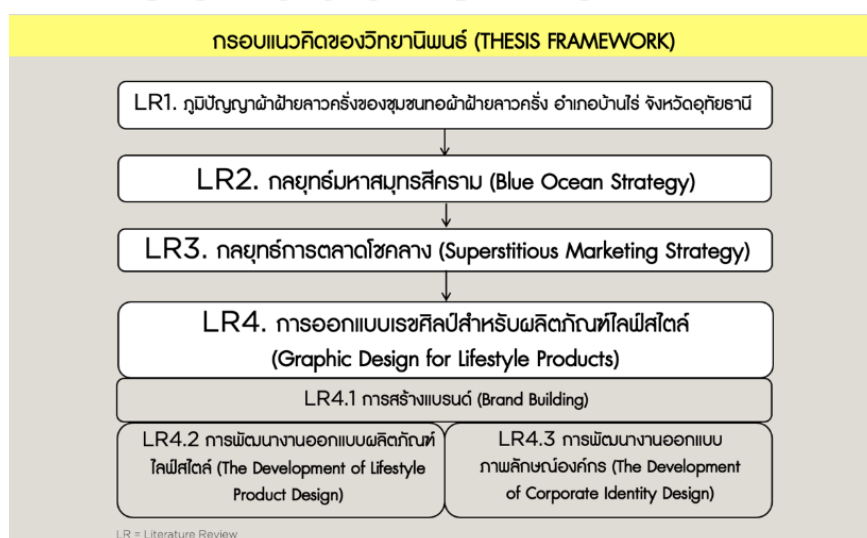 กรอบแนวคิดของวิทยานิพนธ์ (THESIS FRAMEWORK)
LR1. ภูมิปัญญาผ้าฝ้ายลาวครั่งของชุมชนทอผ้าฝ้ายลาวครั่ง อำเภอบ้านไร่ จังหวัดอุทัยธานี
LR2. กลยุทธ์มหาสมุทรสีคราม (Blue Ocean Strategy)
LR3. กลยุทธ์การตลาดโชคลาง (Superstitious Marketing Strategy)
LR4. การออกแบบเรขศิลป์สำหรับผลิตภัณฑ์ไลฟ์สไตล์
(Graphic Design for Lifestyle Products)
LR4.1 การสร้างแบรนด์ (Brand Building)
LR4.2 การพัฒนางานออกแบบผลิตภัณฑ์
ไลฟ์สไตล์ (The Development of Lifestyle
Product Design)
LR4.3 การพัฒนางานออกแบบ
ภาพลักษณ์องค์กร (The Development
of Corporate Identity Design)
LR = Literature Review